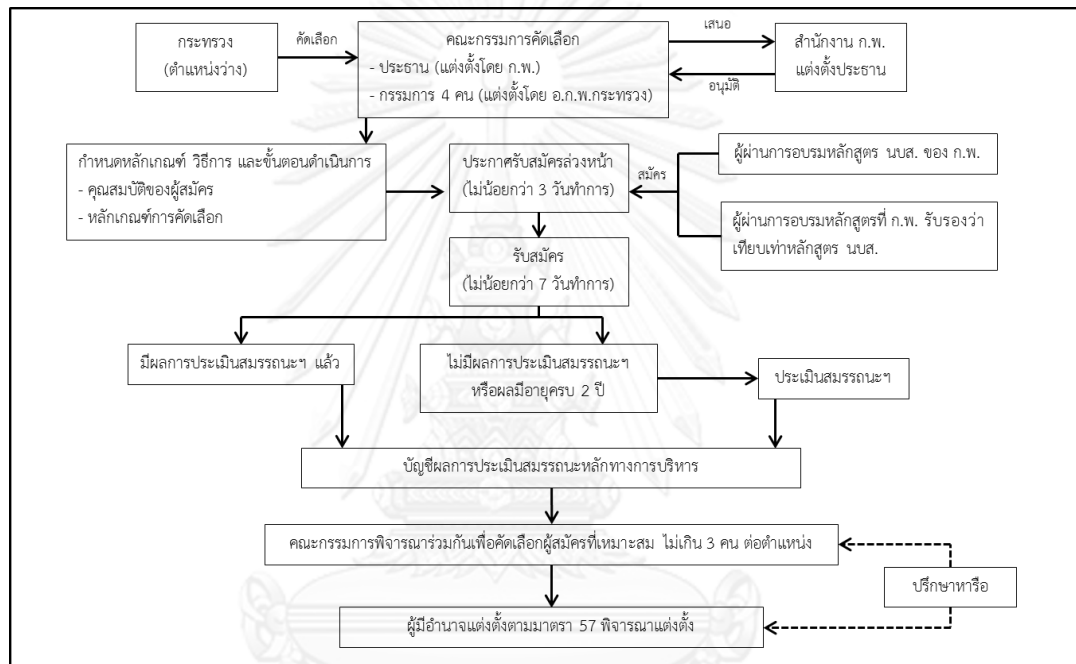 กระทรวง
(ตำแหน่งว่าง)
คัดเลือก
คณะกรรมการคัดเลือก
- ประธาน (แต่งตั้งโดย ก.พ.)
- กรรมการ 4 คน (แต่งตั้งโดย อ.ก.พ.กระทรวง)
เสนอ
อนุมัติ
สำนักงาน ก.พ.
แต่งตั้งประธาน
กำหนดหลักเกณฑ์ วิธีการ และขั้นตอนดำเนินการ
- คุณสมบัติของผู้สมัคร
- หลักเกณฑ์การคัดเลือก
ประกาศรับสมัครล่วงหน้า
(ไม่น้อยกว่า 3 วันทำการ)
สมัคร
ผู้ผ่านการอบรมหลักสูตร นบส. ของ ก.พ.
ผู้ผ่านการอบรมหลักสูตรที่ ก.พ. รับรองว่า
เทียบเท่าหลักสูตร นบส.
รับสมัคร
(ไม่น้อยกว่า 7 วันทำการ)
มีผลการประเมินสมรรถนะฯ แล้ว
ไม่มีผลการประเมินสมรรถนะฯ
หรือผลมีอายุครบ 2 ปี
ประเมินสมรรถนะฯ
บัญชีผลการประเมินสมรรถนะหลักทางการบริหาร
คณะกรรมการพิจารณาร่วมกันเพื่อคัดเลือกผู้สมัครที่เหมาะสม ไม่เกิน 3 คน ต่อตำแหน่ง
ปรึกษาหารือ
ผู้มีอำนาจแต่งตั้งตามมาตรา 57 พิจารณาแต่งตั้ง